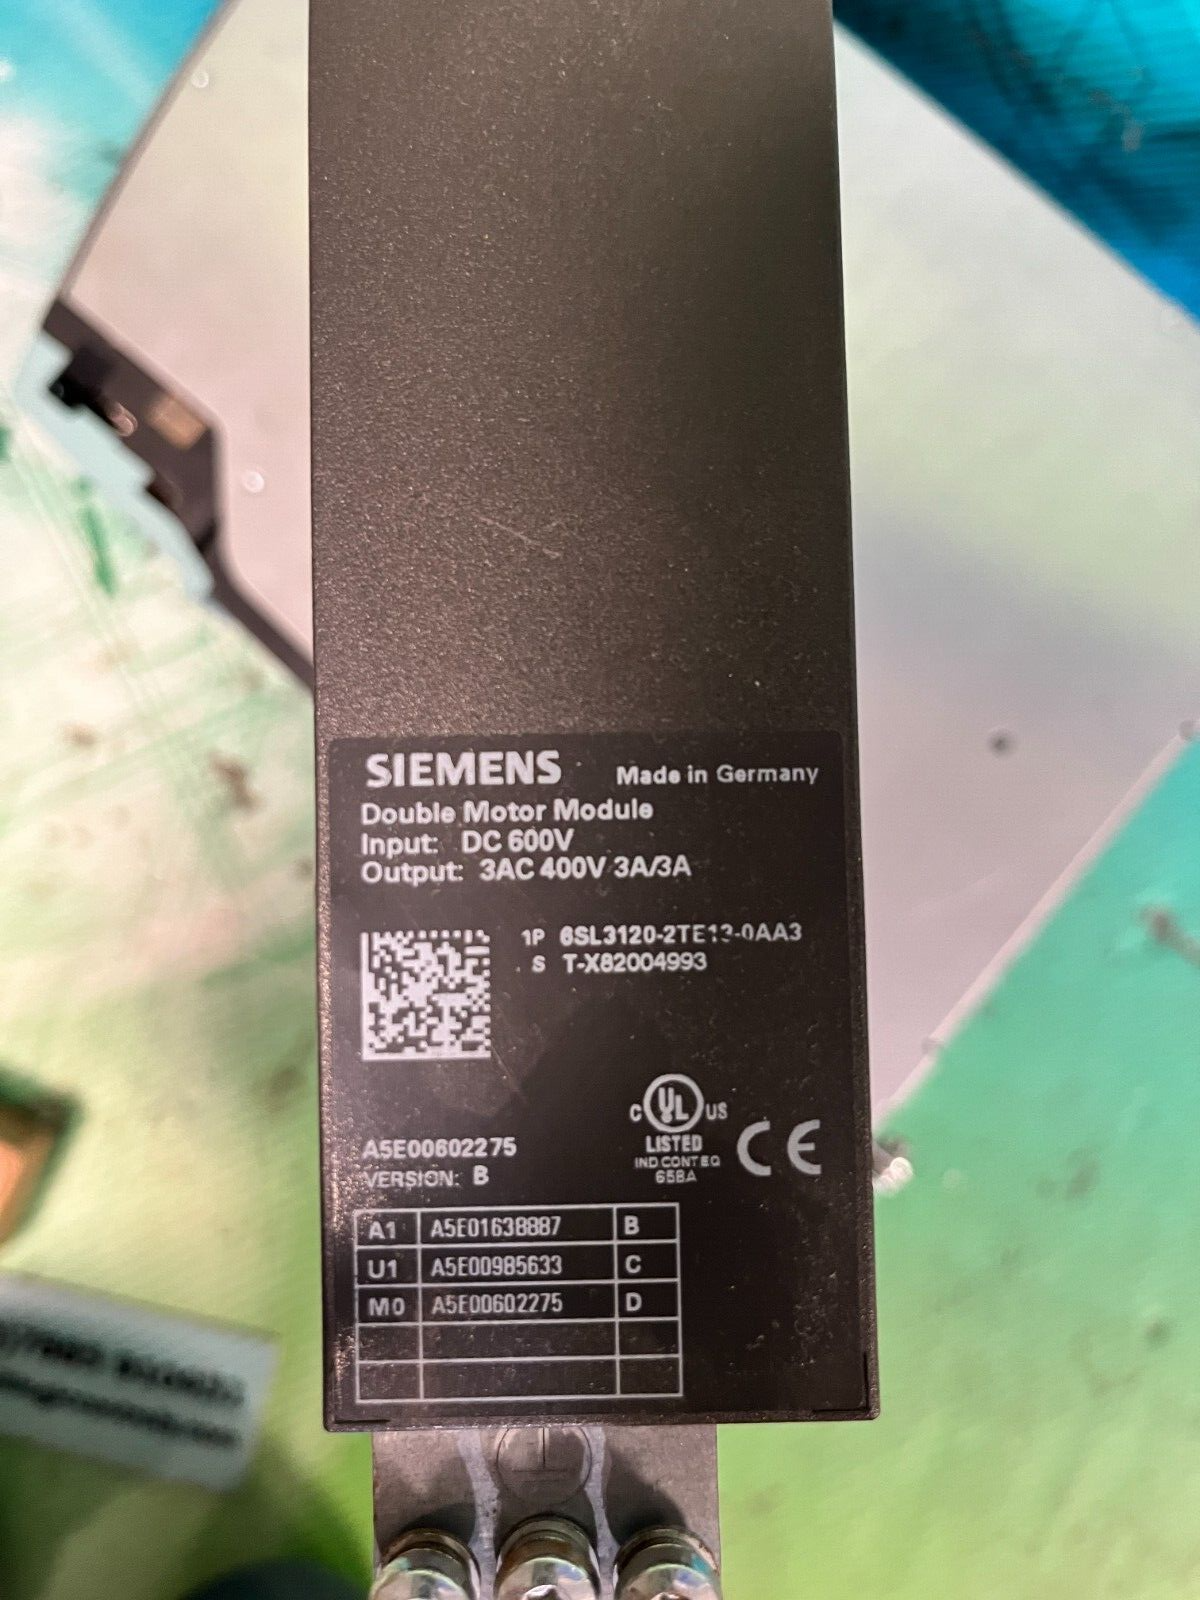 SIEMENS Made in Germany
Double Motor Module
Input: DC 600V
Output: 3AC 400V 3A/3A
1P 6SL3120-2TE13-0AA3
S T-X82004993
C UL US
LISTED
IND.CONT.EQ
65BA
CE
A5E00602275
VERSION: B
A1 A5E01638887 B
U1 A5E00985633 C
M0 A5E00602275 D